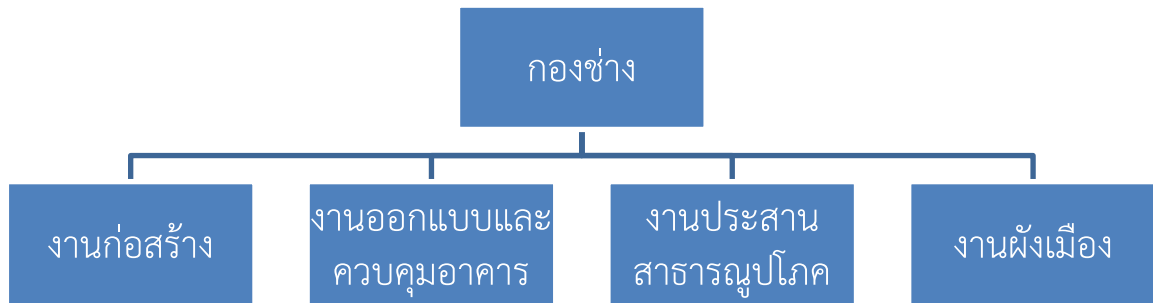 กองช่าง
งานก่อสร้าง
งานออกแบบและ
ควบคุมอาคาร
งานประสาน
สาธารณูปโภค
งานผังเมือง